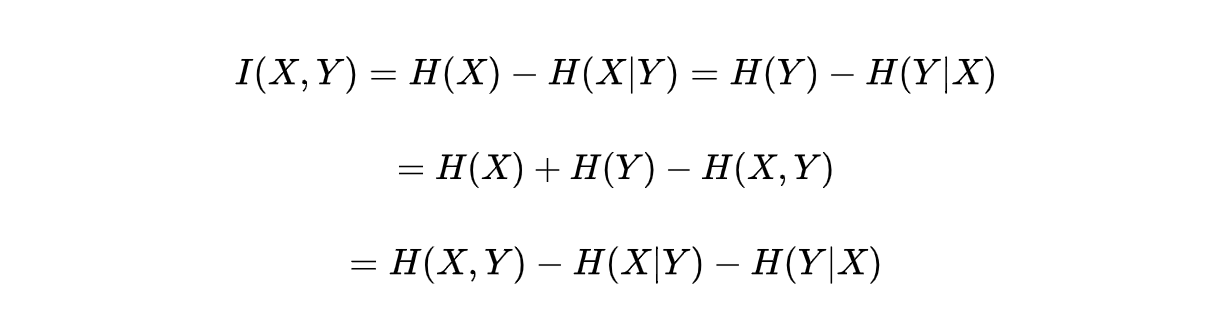 I(X, Y) = H(X) − H(X|Y) = H(Y) − H(Y|X)
= H(X) + H(Y) − H(X, Y)
= H(X, Y) − H(X|Y) − H(Y|X)